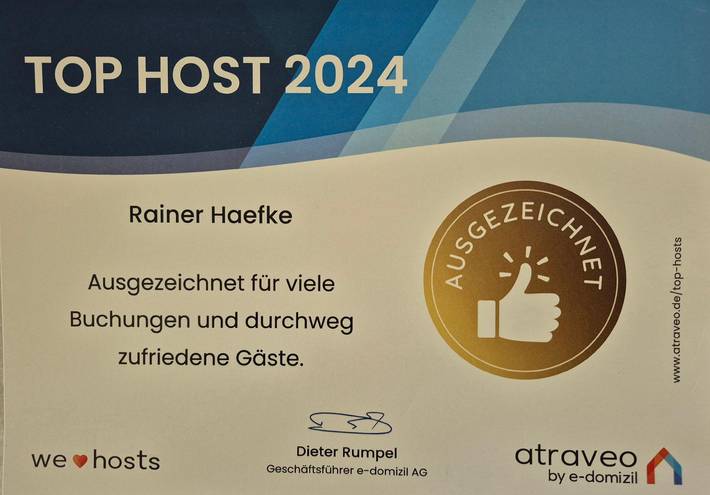 TOP HOST 2024
Rainer Haefke
Ausgezeichnet für viele
Buchungen und durchweg
zufriedene Gäste.
AUSGEZEICHNET
www.atraveo.de/top-hosts
we hosts
Dieter Rumpel
Geschäftsführer e-domizil AG
atraveo
by e-domizil